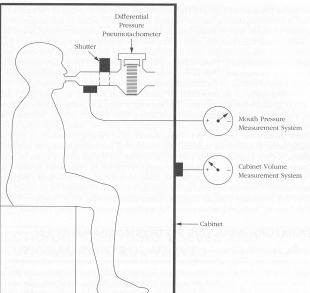 Differential
Pressure
Pneumotachometer
Shutter
+ −
Mouth Pressure
Measurement System
+ −
Cabinet Volume
Measurement System
Cabinet